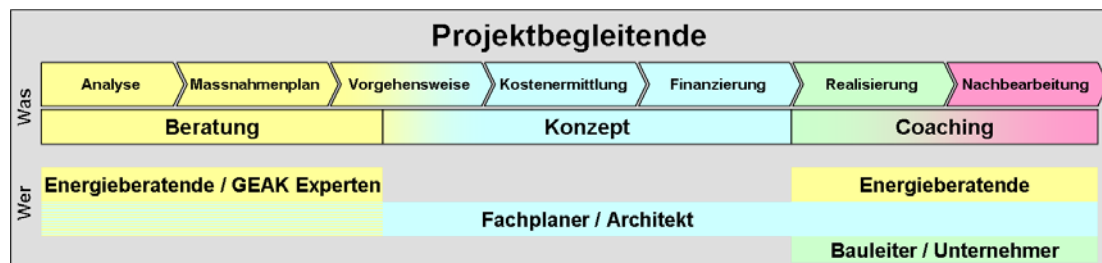 Projektbegleitende
Was
Analyse Massnahmenplan Vorgehensweise Kostenermittlung Finanzierung Realisierung Nachbearbeitung
Beratung Konzept Coaching
Wer
Energieberatende / GEAK Experten Energieberatende
Fachplaner / Architekt
Bauleiter / Unternehmer